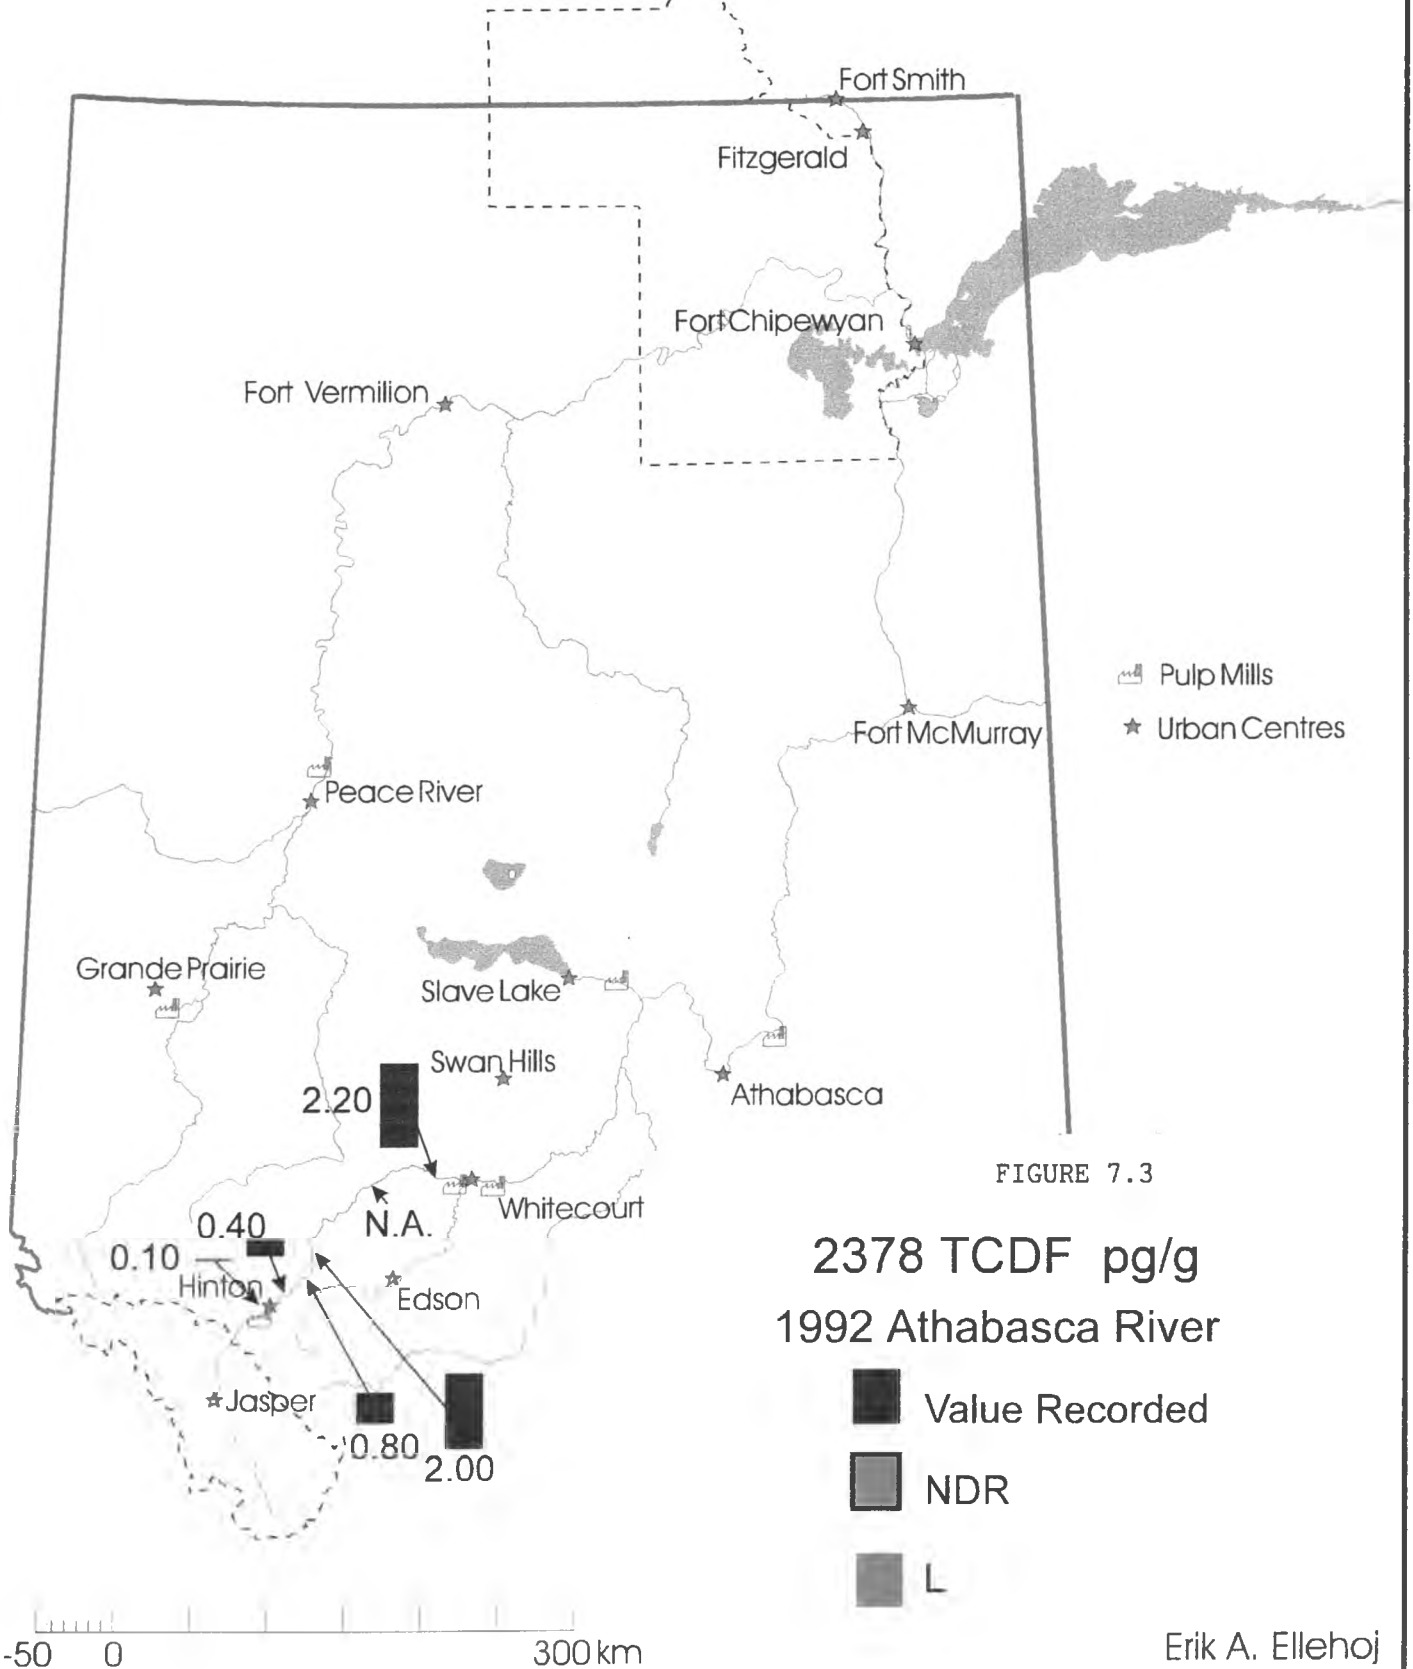 Fort Smith
Fitzgerald
Fort Chipewyan
Fort Vermilion
Pulp Mills
Urban Centres
Fort McMurray
Peace River
Grande Prairie
Slave Lake
Swan Hills
2.20
Athabasca
FIGURE 7.3
Whitecourt
N.A.
0.40
0.10
Hinton
Edson
2378 TCDF pg/g
1992 Athabasca River
Jasper
0.80
2.00
Value Recorded
NDR
L
-50 0 300 km
Erik A. Ellehoj